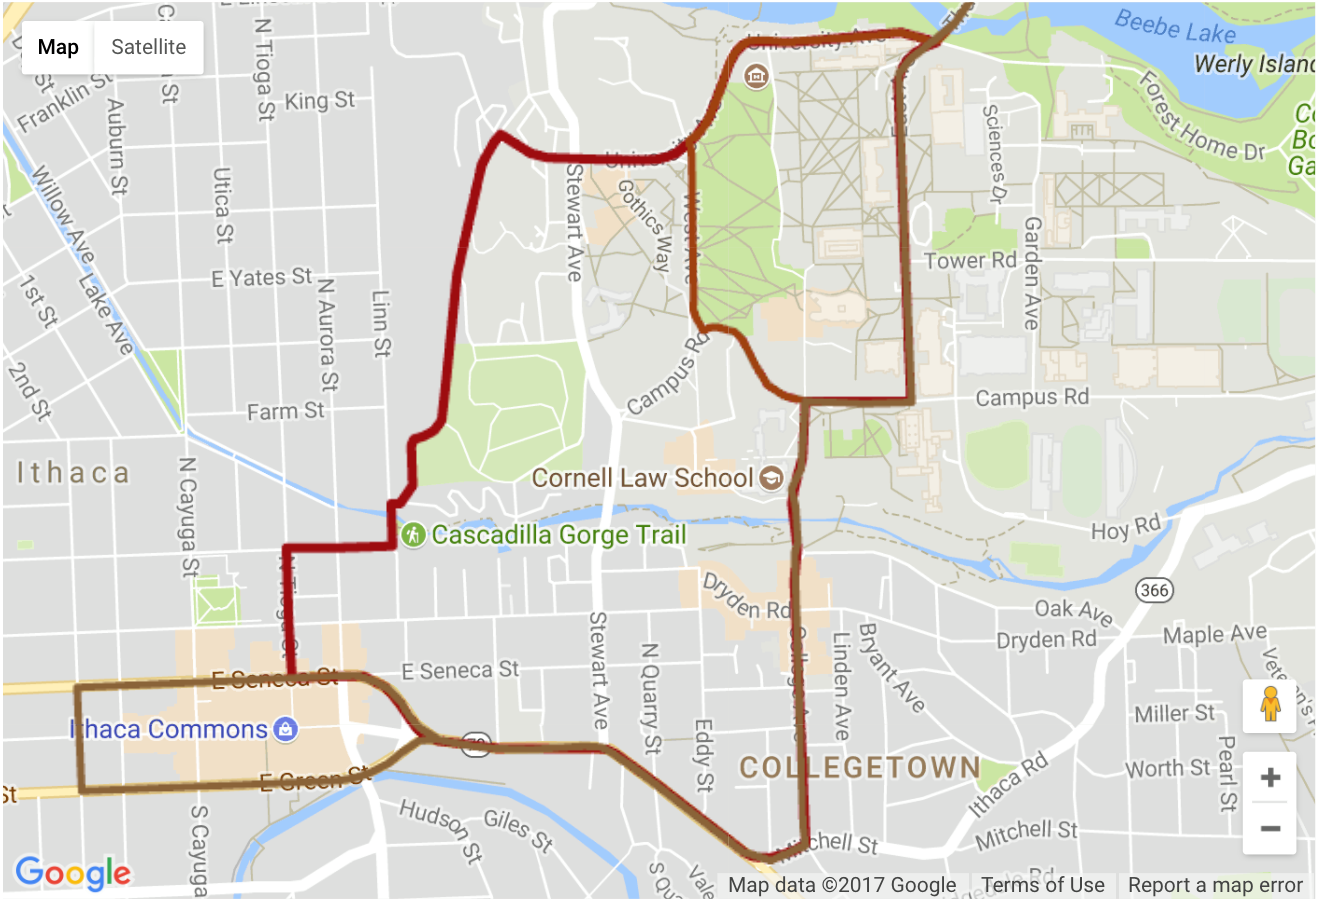 Map
Satellite
Beebe Lake
Werly Island
N Tioga St
King St
Franklin St
Auburn St
University Ave
Forest Home Dr
Sciences Dr
Willow Ave
Utica St
Stewart Ave
Gothics Way
West Ave
East Ave
Garden Ave
Tower Rd
E Yates St
1st St
Lake Ave
N Aurora St
Linn St
2nd St
Farm St
Campus Rd
Campus Rd
Ithaca
N Cayuga St
Cornell Law School
Cascadilla Gorge Trail
Hoy Rd
366
Dryden Rd
Oak Ave
Dryden Rd
Maple Ave
N Tioga St
Stewart Ave
N Quarry St
College Ave
Linden Ave
Bryant Ave
E Seneca St
E Seneca St
Ithaca Commons
Miller St
Eddy St
COLLEGETOWN
Ithaca Rd
Worth St
Pearl St
E Green St
St
S Cayuga
Hudson St
Giles St
Mitchell St
Mitchell St
Google
Map data ©2017 Google
Terms of Use
Report a map error